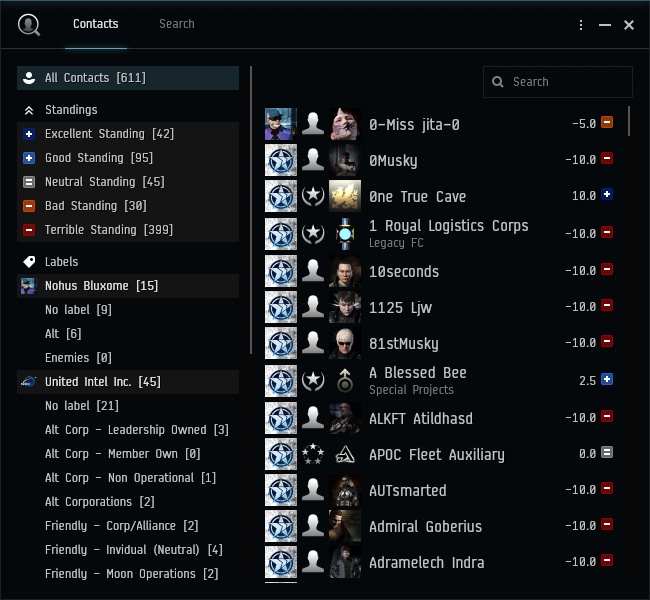 Contacts
Search
All Contacts [611]
Standings
Excellent Standing [42]
Good Standing [95]
Neutral Standing [45]
Bad Standing [30]
Terrible Standing [399]
Labels
Nohus Bluxome [15]
No label [9]
Alt [6]
Enemies [0]
United Intel Inc. [45]
No label [21]
Alt Corp - Leadership Owned [3]
Alt Corp - Member Own [0]
Alt Corp - Non Operational [1]
Alt Corporations [2]
Friendly - Corp/Alliance [2]
Friendly - Invidual (Neutral) [4]
Friendly - Moon Operations [2]
Search
0-Miss jita-0 -5.0
0Musky -10.0
0ne True Cave 10.0
1 Royal Logistics Corps -10.0
Legacy FC
10seconds -10.0
1125 Ljw -10.0
81stMusky -10.0
A Blessed Bee 2.5
Special Projects
ALKFT Atildhasd -10.0
APOC Fleet Auxiliary 0.0
AUTsmarted -10.0
Admiral Goberius -10.0
Adramelech Indra -10.0